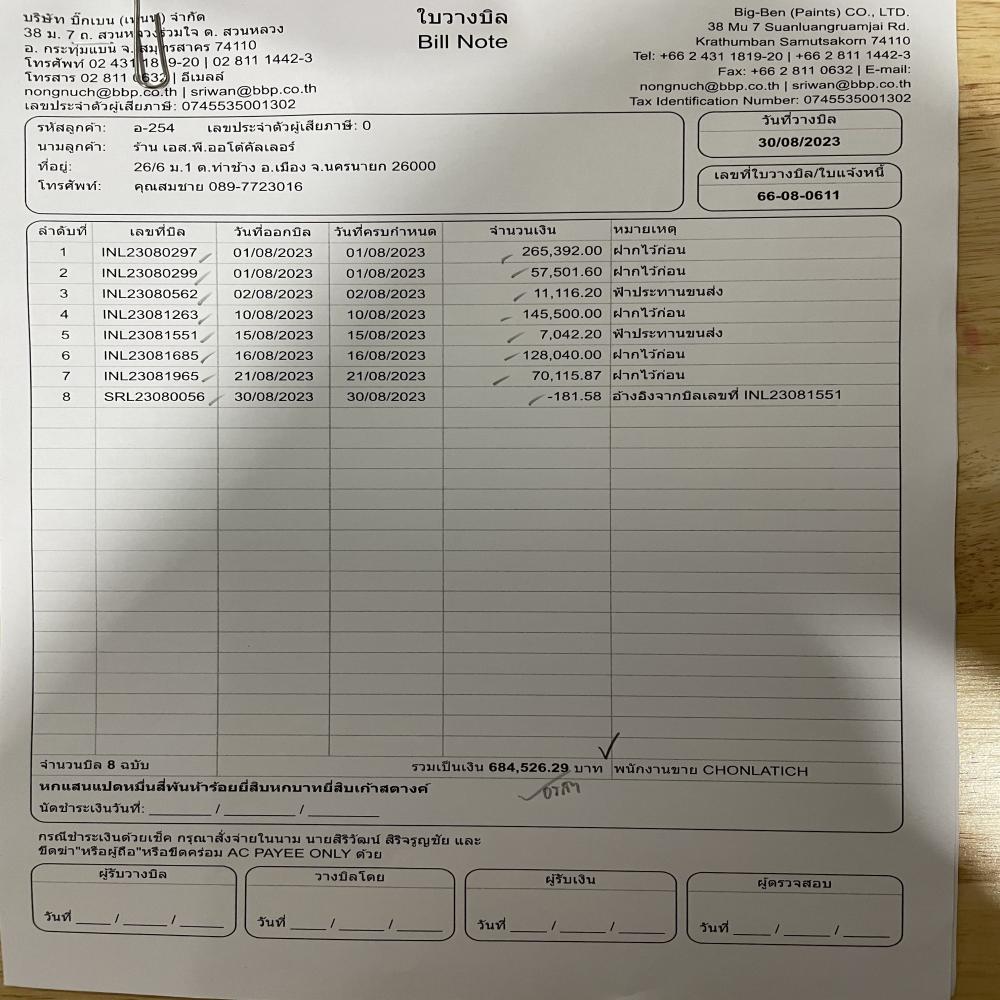 บริษัท บิ๊กเบน (เพนท์) จำกัด
38 ม. 7 ถ. สวนหลวงร่วมใจ ต. สวนหลวง
อ. กระทุ่มแบน จ. สมุทรสาคร 74110
โทรศัพท์ 02 431 1819-20 | 02 811 1442-3
โทรสาร 02 811 0632 | อีเมลล์
nongnuch@bbp.co.th | sriwan@bbp.co.th
เลขประจำตัวผู้เสียภาษี: 0745535001302
ใบวางบิล
Bill Note
Big-Ben (Paints) CO., LTD.
38 Mu 7 Suanluangruamjai Rd.
Krathumban Samutsakorn 74110
Tel: +66 2 431 1819-20 | +66 2 811 1442-3
Fax: +66 2 811 0632 | E-mail:
nongnuch@bbp.co.th | sriwan@bbp.co.th
Tax Identification Number: 0745535001302
รหัสลูกค้า: อ-254 เลขประจำตัวผู้เสียภาษี: 0
นามลูกค้า: ร้าน เอส.พี.ออโต้คัลเลอร์
ที่อยู่: 26/6 ม.1 ต.ท่าช้าง อ.เมือง จ.นครนายก 26000
โทรศัพท์: คุณสมชาย 089-7723016
วันที่วางบิล
30/08/2023
เลขที่ใบวางบิล/ใบแจ้งหนี้
66-08-0611
ลำดับที่ เลขที่บิล วันที่ออกบิล วันที่ครบกำหนด จำนวนเงิน หมายเหตุ
1 INL23080297 01/08/2023 01/08/2023 265,392.00 ฝากไว้ก่อน
2 INL23080299 01/08/2023 01/08/2023 57,501.60 ฝากไว้ก่อน
3 INL23080562 02/08/2023 02/08/2023 11,116.20 ฟ้าประทานขนส่ง
4 INL23081263 10/08/2023 10/08/2023 145,500.00 ฝากไว้ก่อน
5 INL23081551 15/08/2023 15/08/2023 7,042.20 ฟ้าประทานขนส่ง
6 INL23081685 16/08/2023 16/08/2023 128,040.00 ฝากไว้ก่อน
7 INL23081965 21/08/2023 21/08/2023 70,115.87 ฝากไว้ก่อน
8 SRL23080056 30/08/2023 30/08/2023 -181.58 อ้างอิงจากบิลเลขที่ INL23081551
จำนวนบิล 8 ฉบับ รวมเป็นเงิน 684,526.29 บาท พนักงานขาย CHONLATICH
หกแสนแปดหมื่นสี่พันห้าร้อยยี่สิบหกบาทยี่สิบเก้าสตางค์
นัดชำระเงินวันที่: ______ / ______ / ______
กรณีชำระเงินด้วยเช็ค กรุณาสั่งจ่ายในนาม นายสิริวัฒน์ สิริจรูญชัย และ
ขีดฆ่า"หรือผู้ถือ"หรือขีดคร่อม AC PAYEE ONLY ด้วย
ผู้รับวางบิล วางบิลโดย ผู้รับเงิน ผู้ตรวจสอบ
วันที่ ____ / ____ / ____ วันที่ ____ / ____ / ____ วันที่ ____ / ____ / ____ วันที่ ____ / ____ / ____